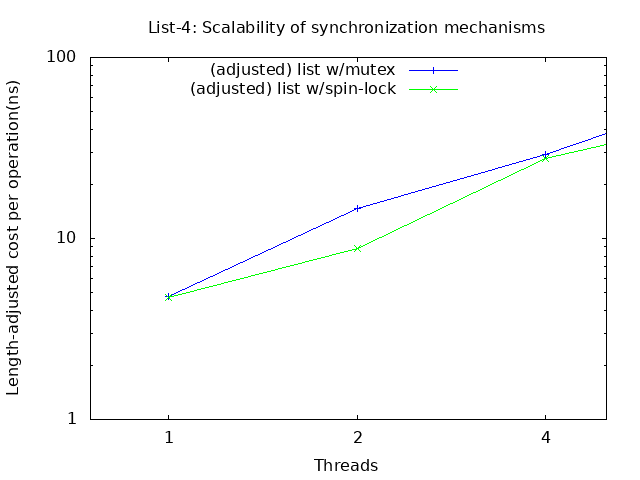 List-4: Scalability of synchronization mechanisms
100
(adjusted) list w/mutex
(adjusted) list w/spin-lock
Length-adjusted cost per operation(ns)
10
1
1 2 4
Threads